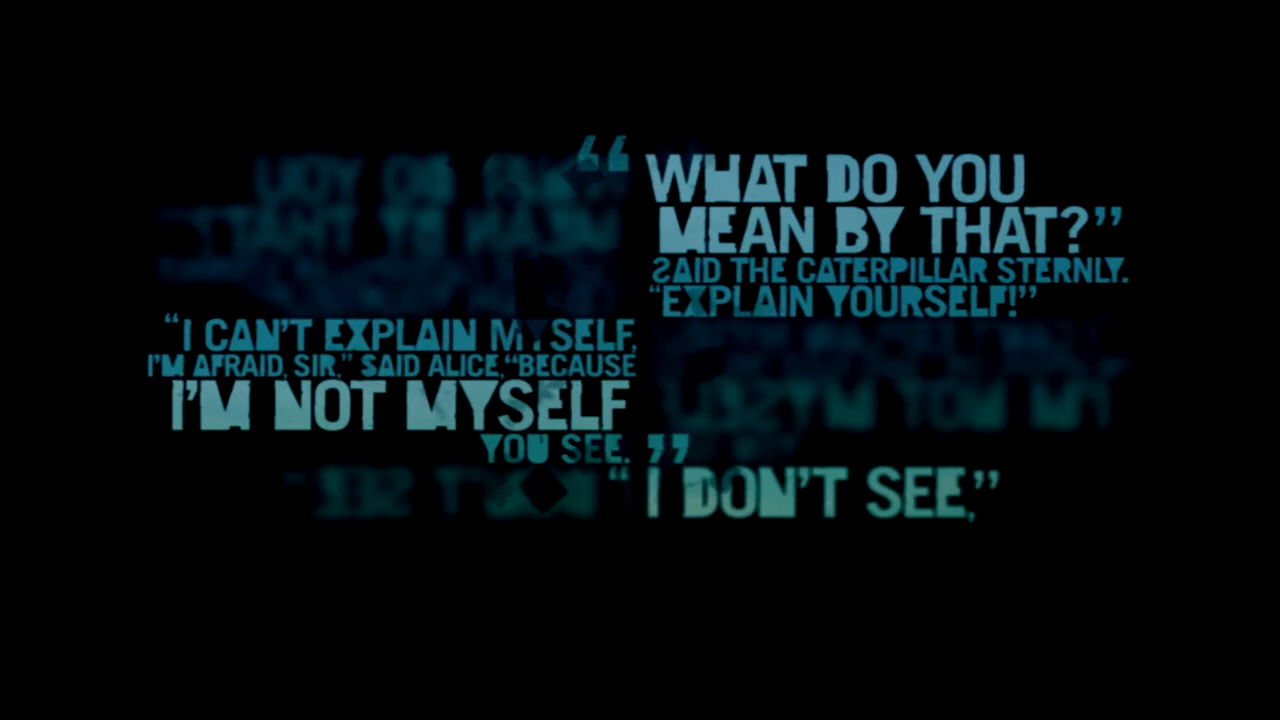 “WHAT DO YOU
MEAN BY THAT?”
SAID THE CATERPILLAR STERNLY.
“EXPLAIN YOURSELF!”
“I CAN’T EXPLAIN MYSELF,
I’M AFRAID, SIR,” SAID ALICE,“BECAUSE
I’M NOT MYSELF
YOU SEE.”
“I DON’T SEE,”